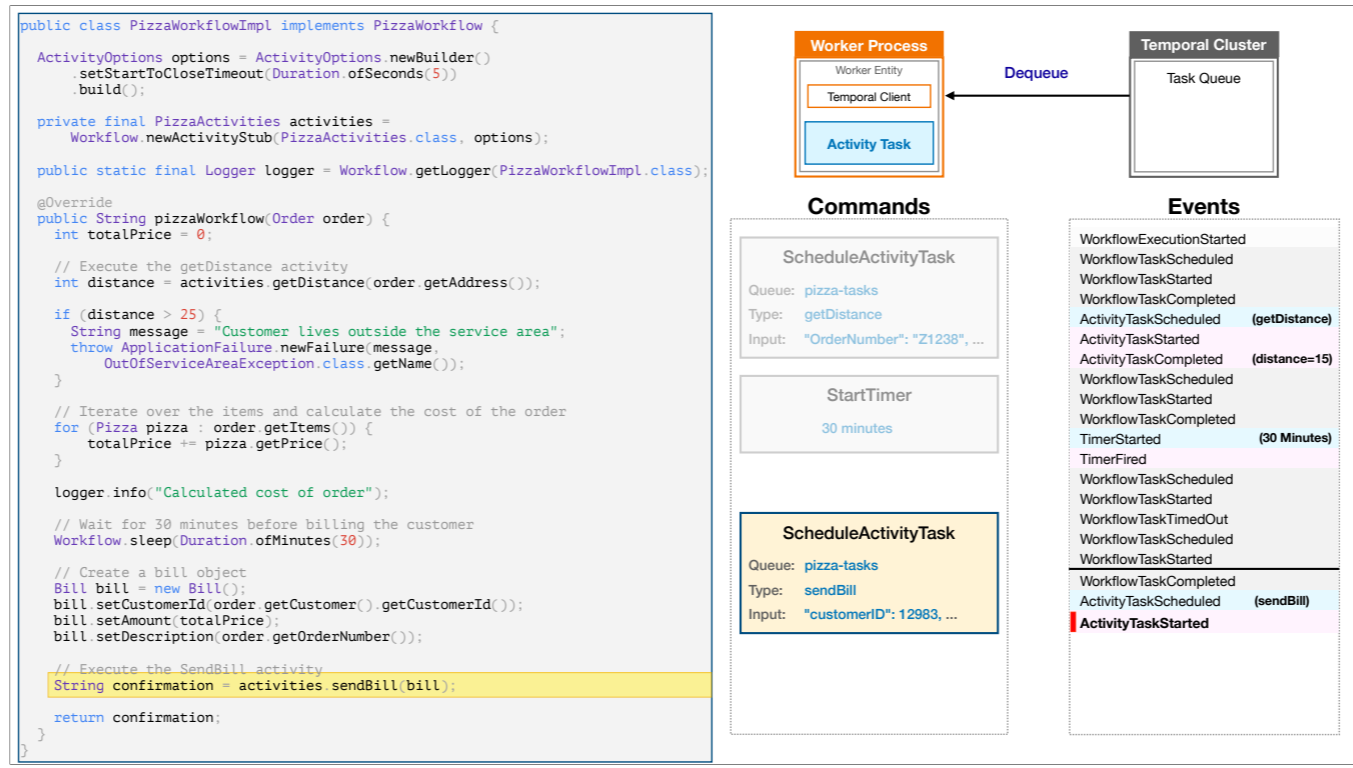 public class PizzaWorkflowImpl implements PizzaWorkflow {
ActivityOptions options = ActivityOptions.newBuilder()
.setStartToCloseTimeout(Duration.ofSeconds(5))
.build();
private final PizzaActivities activities =
Workflow.newActivityStub(PizzaActivities.class, options);
public static final Logger logger = Workflow.getLogger(PizzaWorkflowImpl.class);
@Override
public String pizzaWorkflow(Order order) {
int totalPrice = 0;
// Execute the getDistance activity
int distance = activities.getDistance(order.getAddress());
if (distance > 25) {
String message = "Customer lives outside the service area";
throw ApplicationFailure.newFailure(message,
OutOfServiceAreaException.class.getName());
}
// Iterate over the items and calculate the cost of the order
for (Pizza pizza : order.getItems()) {
totalPrice += pizza.getPrice();
}
logger.info("Calculated cost of order");
// Wait for 30 minutes before billing the customer
Workflow.sleep(Duration.ofMinutes(30));
// Create a bill object
Bill bill = new Bill();
bill.setCustomerId(order.getCustomer().getCustomerId());
bill.setAmount(totalPrice);
bill.setDescription(order.getOrderNumber());
// Execute the SendBill activity
String confirmation = activities.sendBill(bill);
return confirmation;
}
}
Worker Process
Worker Entity
Temporal Client
Activity Task
Dequeue
Temporal Cluster
Task Queue
Commands
ScheduleActivityTask
Queue: pizza-tasks
Type: getDistance
Input: "OrderNumber": "Z1238", ...
StartTimer
30 minutes
ScheduleActivityTask
Queue: pizza-tasks
Type: sendBill
Input: "customerID": 12983, ...
Events
WorkflowExecutionStarted
WorkflowTaskScheduled
WorkflowTaskStarted
WorkflowTaskCompleted
ActivityTaskScheduled (getDistance)
ActivityTaskStarted
ActivityTaskCompleted (distance=15)
WorkflowTaskScheduled
WorkflowTaskStarted
WorkflowTaskCompleted
TimerStarted (30 Minutes)
TimerFired
WorkflowTaskScheduled
WorkflowTaskStarted
WorkflowTaskTimedOut
WorkflowTaskScheduled
WorkflowTaskStarted
WorkflowTaskCompleted
ActivityTaskScheduled (sendBill)
ActivityTaskStarted